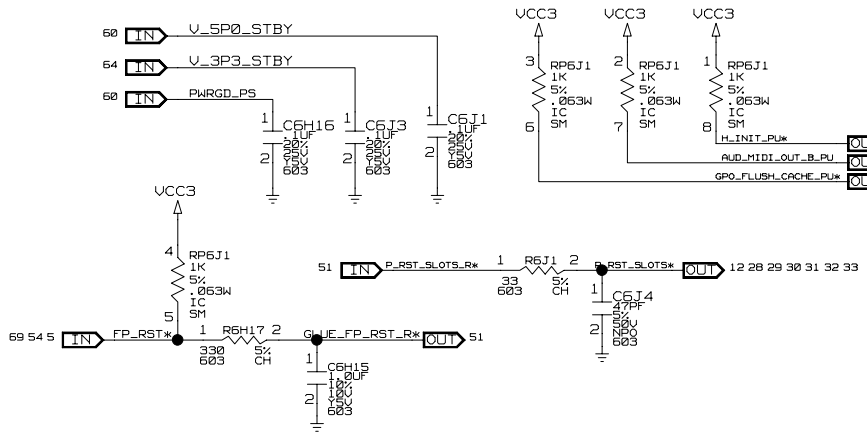 VCC3 VCC3 VCC3
60 IN V_5P0_STBY
64 IN V_3P3_STBY
60 IN PWRGD_PS
3 RP6J1 1K 5% .063W IC SM 6
2 RP6J1 1K 5% .063W IC SM 7
1 RP6J1 1K 5% .063W IC SM 8
H_INIT_PU* OU
AUD_MIDI_OUT_B_PU OU
GPO_FLUSH_CACHE_PU* OU
1 C6H16 .1UF 20% 25V Y5V 603 2
1 C6J3 .1UF 20% 25V Y5V 603 2
1 C6J1 .1UF 20% 25V Y5V 603 2
VCC3
4 RP6J1 1K 5% .063W IC SM 5
51 IN P_RST_SLOTS_R* 1 R6J1 2 P_RST_SLOTS* OUT 12 28 29 30 31 32 33
33 5%
603 CH
1 C6J4 47PF 5% 50V NPO 603 2
69 54 5 IN FP_RST* 1 R6H17 2 GLUE_FP_RST_R* OUT 51
330 5%
603 CH
1 C6H15 1.0UF 10% 10V Y5V 603 2